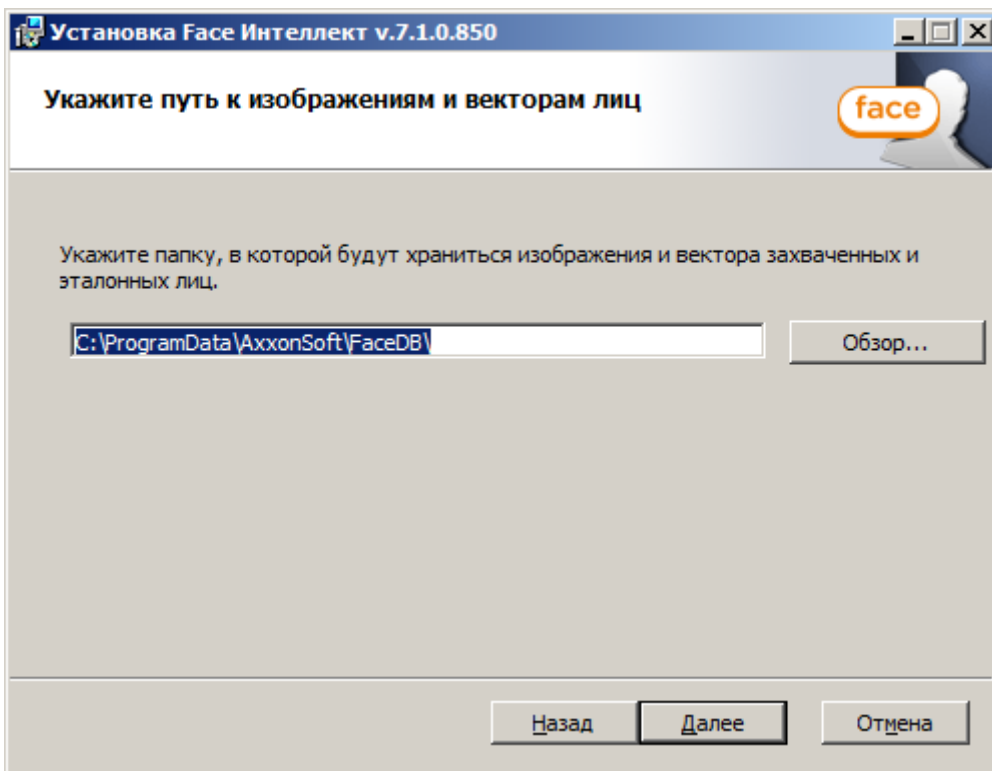 Установка Face Интеллект v.7.1.0.850
Укажите путь к изображениям и векторам лиц
face
Укажите папку, в которой будут храниться изображения и вектора захваченных и
эталонных лиц.
C:\ProgramData\AxxonSoft\FaceDB\
Обзор...
Назад
Далее
Отмена